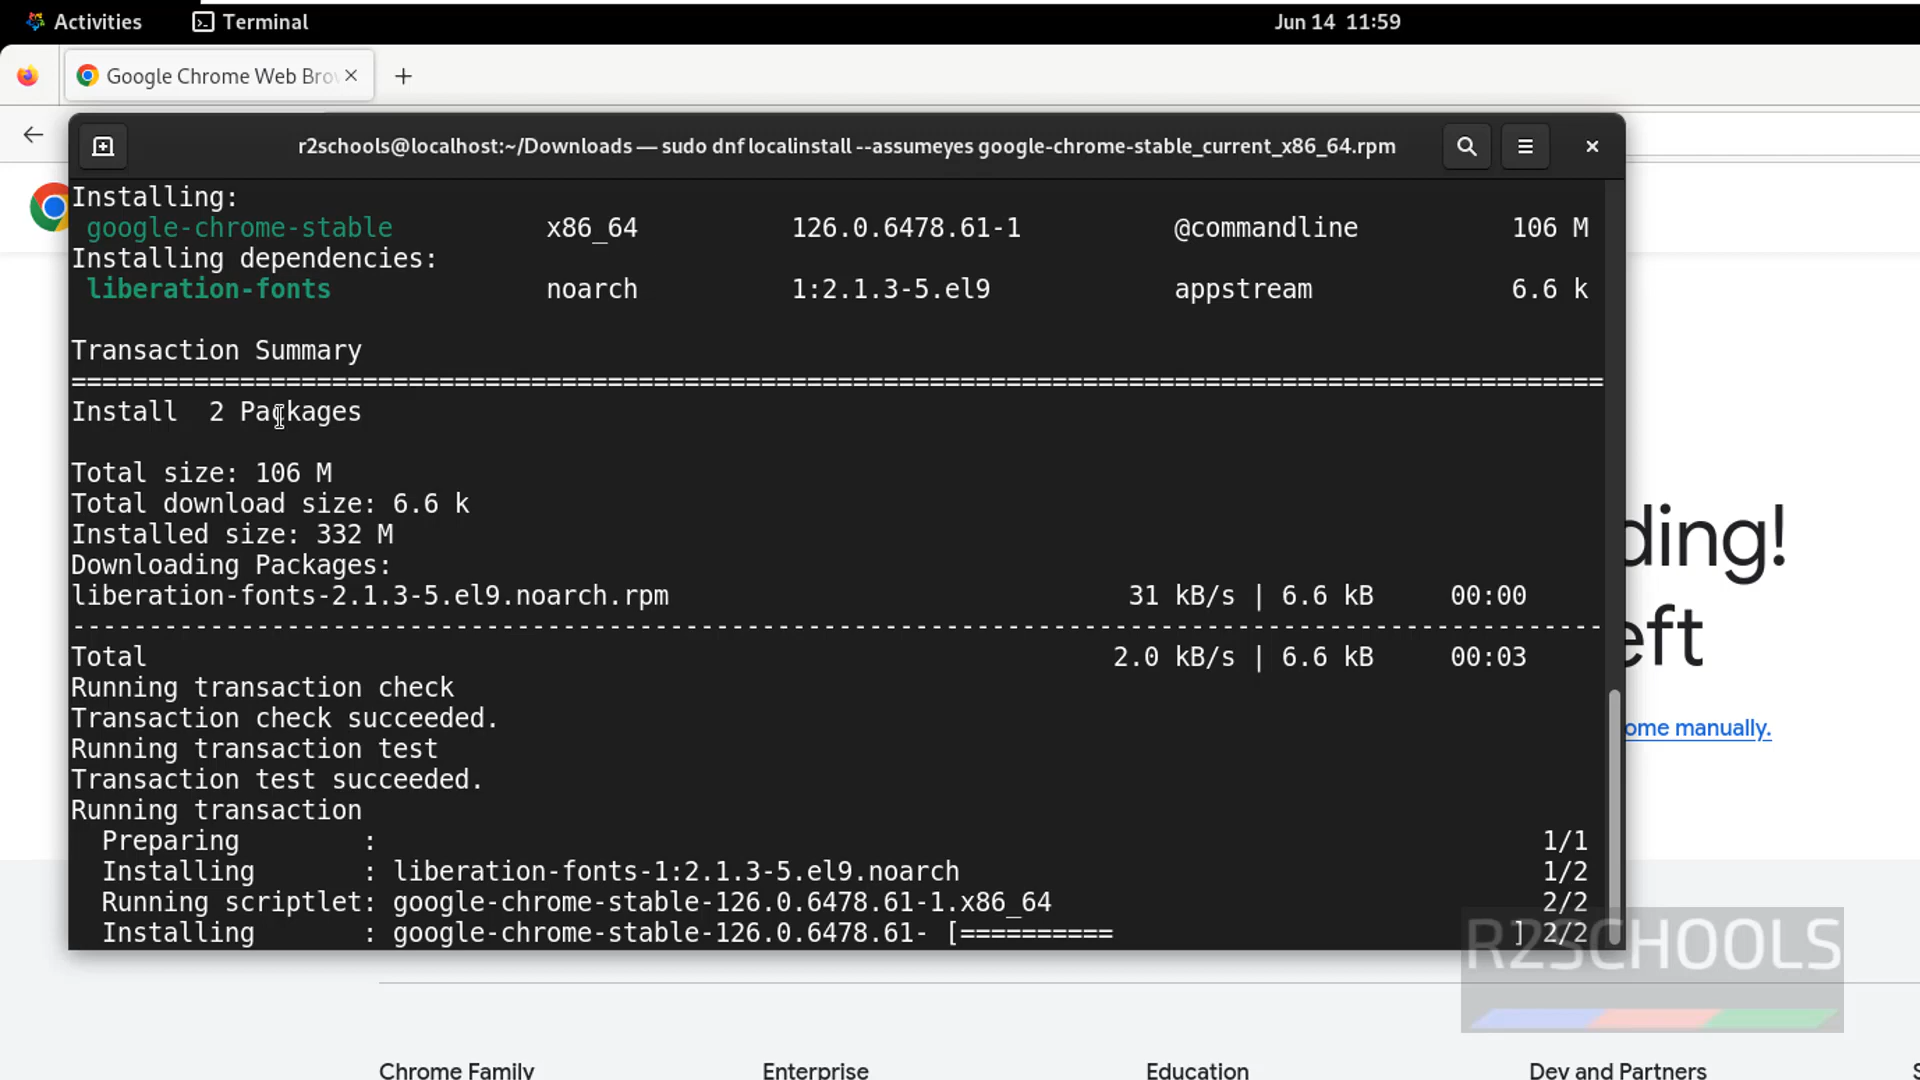 Activities Terminal Jun 14 11:59
Google Chrome Web Bro
r2schools@localhost:~/Downloads — sudo dnf localinstall --assumeyes google-chrome-stable_current_x86_64.rpm
Installing:
google-chrome-stable x86_64 126.0.6478.61-1 @commandline 106 M
Installing dependencies:
liberation-fonts noarch 1:2.1.3-5.el9 appstream 6.6 k
Transaction Summary
================================================================================
Install 2 Packages
Total size: 106 M
Total download size: 6.6 k
Installed size: 332 M
Downloading Packages:
liberation-fonts-2.1.3-5.el9.noarch.rpm 31 kB/s | 6.6 kB 00:00
--------------------------------------------------------------------------------
Total 2.0 kB/s | 6.6 kB 00:03
Running transaction check
Transaction check succeeded.
Running transaction test
Transaction test succeeded.
Running transaction
Preparing : 1/1
Installing : liberation-fonts-1:2.1.3-5.el9.noarch 1/2
Running scriptlet: google-chrome-stable-126.0.6478.61-1.x86_64 2/2
Installing : google-chrome-stable-126.0.6478.61- [========== ] 2/2
ding!
eft
ome manually.
R2SCHOOLS
Chrome Family Enterprise Education Dev and Partners